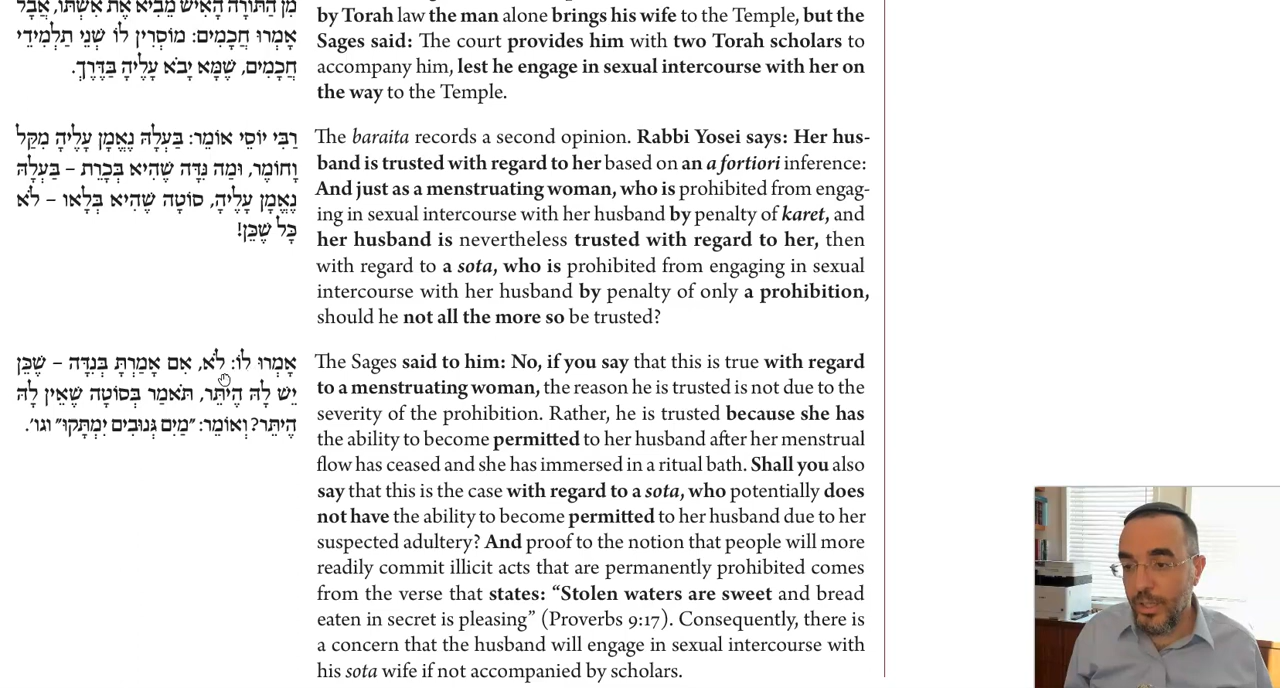 מִן הַתּוֹרָה הָאִישׁ מֵבִיא אֶת אִשְׁתּוֹ, אֲבָל
אָמְרוּ חֲכָמִים: מוֹסְרִין לוֹ שְׁנֵי תַלְמִידֵי
חֲכָמִים, שֶׁמָּא יָבֹא עָלֶיהָ בַּדֶּרֶךְ.
by Torah law the man alone brings his wife to the Temple, but the
Sages said: The court provides him with two Torah scholars to
accompany him, lest he engage in sexual intercourse with her on
the way to the Temple.
רַבִּי יוֹסֵי אוֹמֵר: בַּעְלָהּ נֶאֱמָן עָלֶיהָ מִקַּל
וָחוֹמֶר, וּמָה נִדָּה שֶׁהִיא בְּכָרֵת – בַּעְלָהּ
נֶאֱמָן עָלֶיהָ, סוֹטָה שֶׁהִיא בְּלָאו – לֹא
כׇּל שֶׁכֵּן!
The baraita records a second opinion. Rabbi Yosei says: Her hus-
band is trusted with regard to her based on an a fortiori inference:
And just as a menstruating woman, who is prohibited from engag-
ing in sexual intercourse with her husband by penalty of karet, and
her husband is nevertheless trusted with regard to her, then
with regard to a sota, who is prohibited from engaging in sexual
intercourse with her husband by penalty of only a prohibition,
should he not all the more so be trusted?
אָמְרוּ לוֹ: לֹא, אִם אָמַרְתָּ בְּנִדָּה – שֶׁכֵּן
יֵשׁ לָהּ הֶיתֵּר, תֹּאמַר בְּסוֹטָה שֶׁאֵין לָהּ
הֶיתֵּר? וְאוֹמֵר: ״מַיִם גְּנוּבִים יִמְתָּקוּ״ וגו׳.
The Sages said to him: No, if you say that this is true with regard
to a menstruating woman, the reason he is trusted is not due to the
severity of the prohibition. Rather, he is trusted because she has
the ability to become permitted to her husband after her menstrual
flow has ceased and she has immersed in a ritual bath. Shall you also
say that this is the case with regard to a sota, who potentially does
not have the ability to become permitted to her husband due to her
suspected adultery? And proof to the notion that people will more
readily commit illicit acts that are permanently prohibited comes
from the verse that states: “Stolen waters are sweet and bread
eaten in secret is pleasing” (Proverbs 9:17). Consequently, there is
a concern that the husband will engage in sexual intercourse with
his sota wife if not accompanied by scholars.